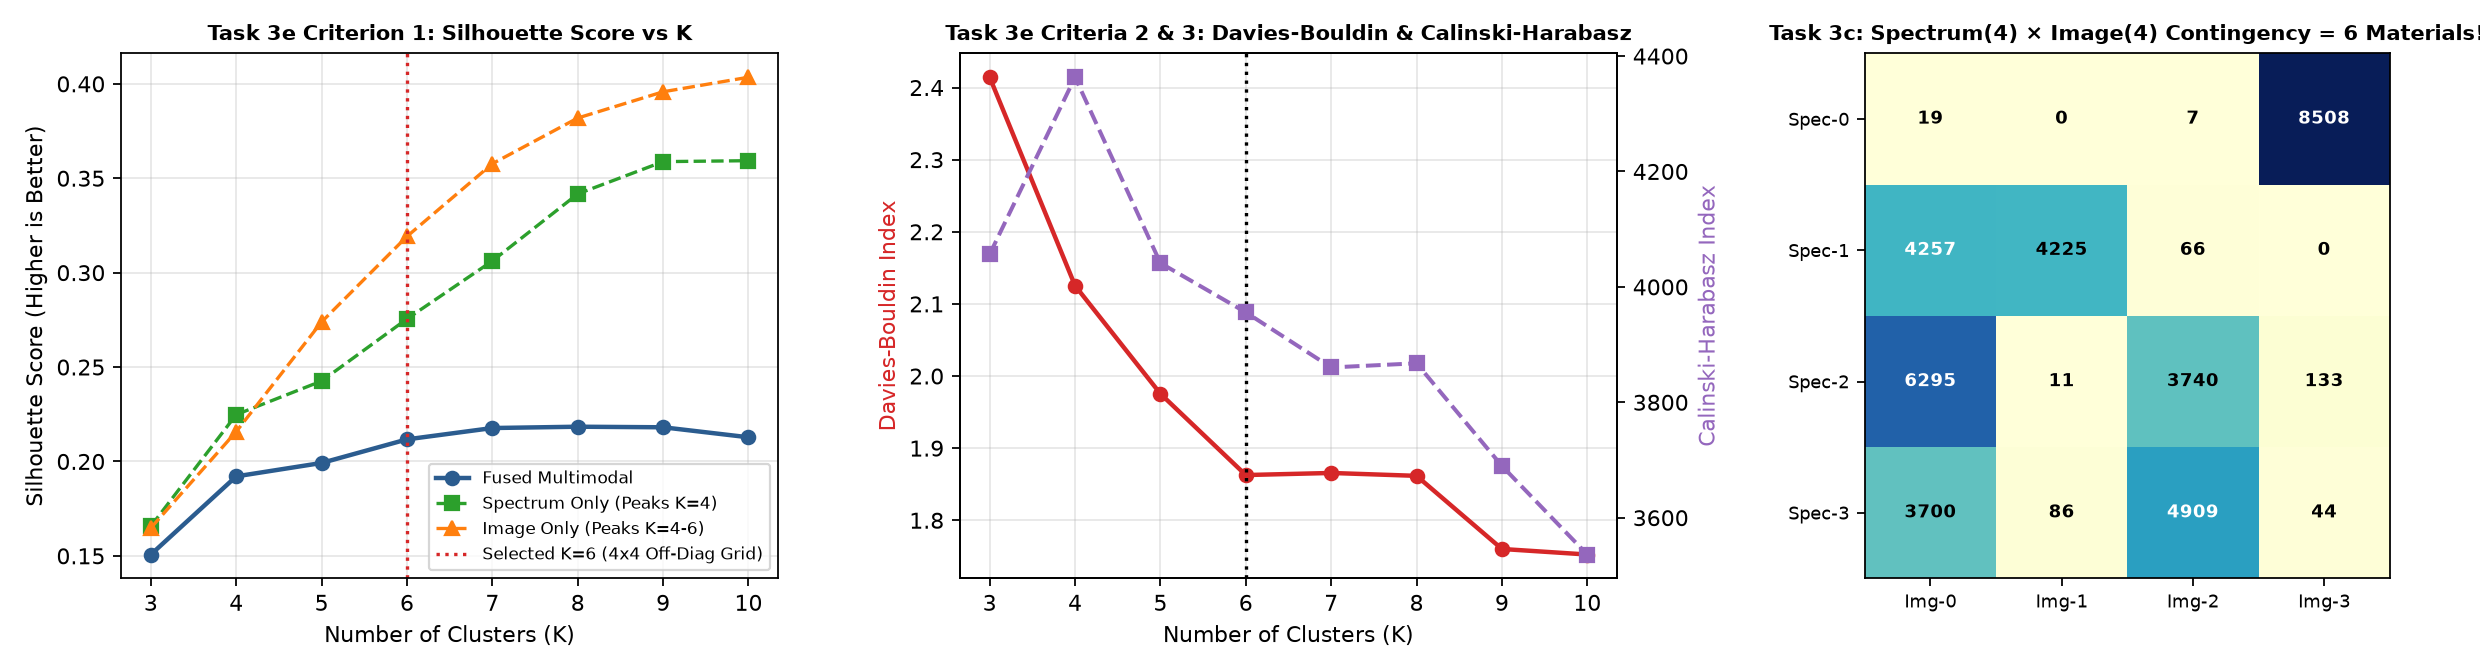 Task 3e Criterion 1: Silhouette Score vs K
Silhouette Score (Higher is Better)
0.40
0.35
0.30
0.25
0.20
0.15
3 4 5 6 7 8 9 10
Number of Clusters (K)
Fused Multimodal
Spectrum Only (Peaks K=4)
Image Only (Peaks K=4-6)
Selected K=6 (4x4 Off-Diag Grid)
Task 3e Criteria 2 & 3: Davies-Bouldin & Calinski-Harabasz
Davies-Bouldin Index
2.4
2.3
2.2
2.1
2.0
1.9
1.8
3 4 5 6 7 8 9 10
Number of Clusters (K)
4400
4200
4000
3800
3600
Calinski-Harabasz Index
Task 3c: Spectrum(4) × Image(4) Contingency = 6 Materials!
Spec-0 19 0 7 8508
Spec-1 4257 4225 66 0
Spec-2 6295 11 3740 133
Spec-3 3700 86 4909 44
Img-0 Img-1 Img-2 Img-3